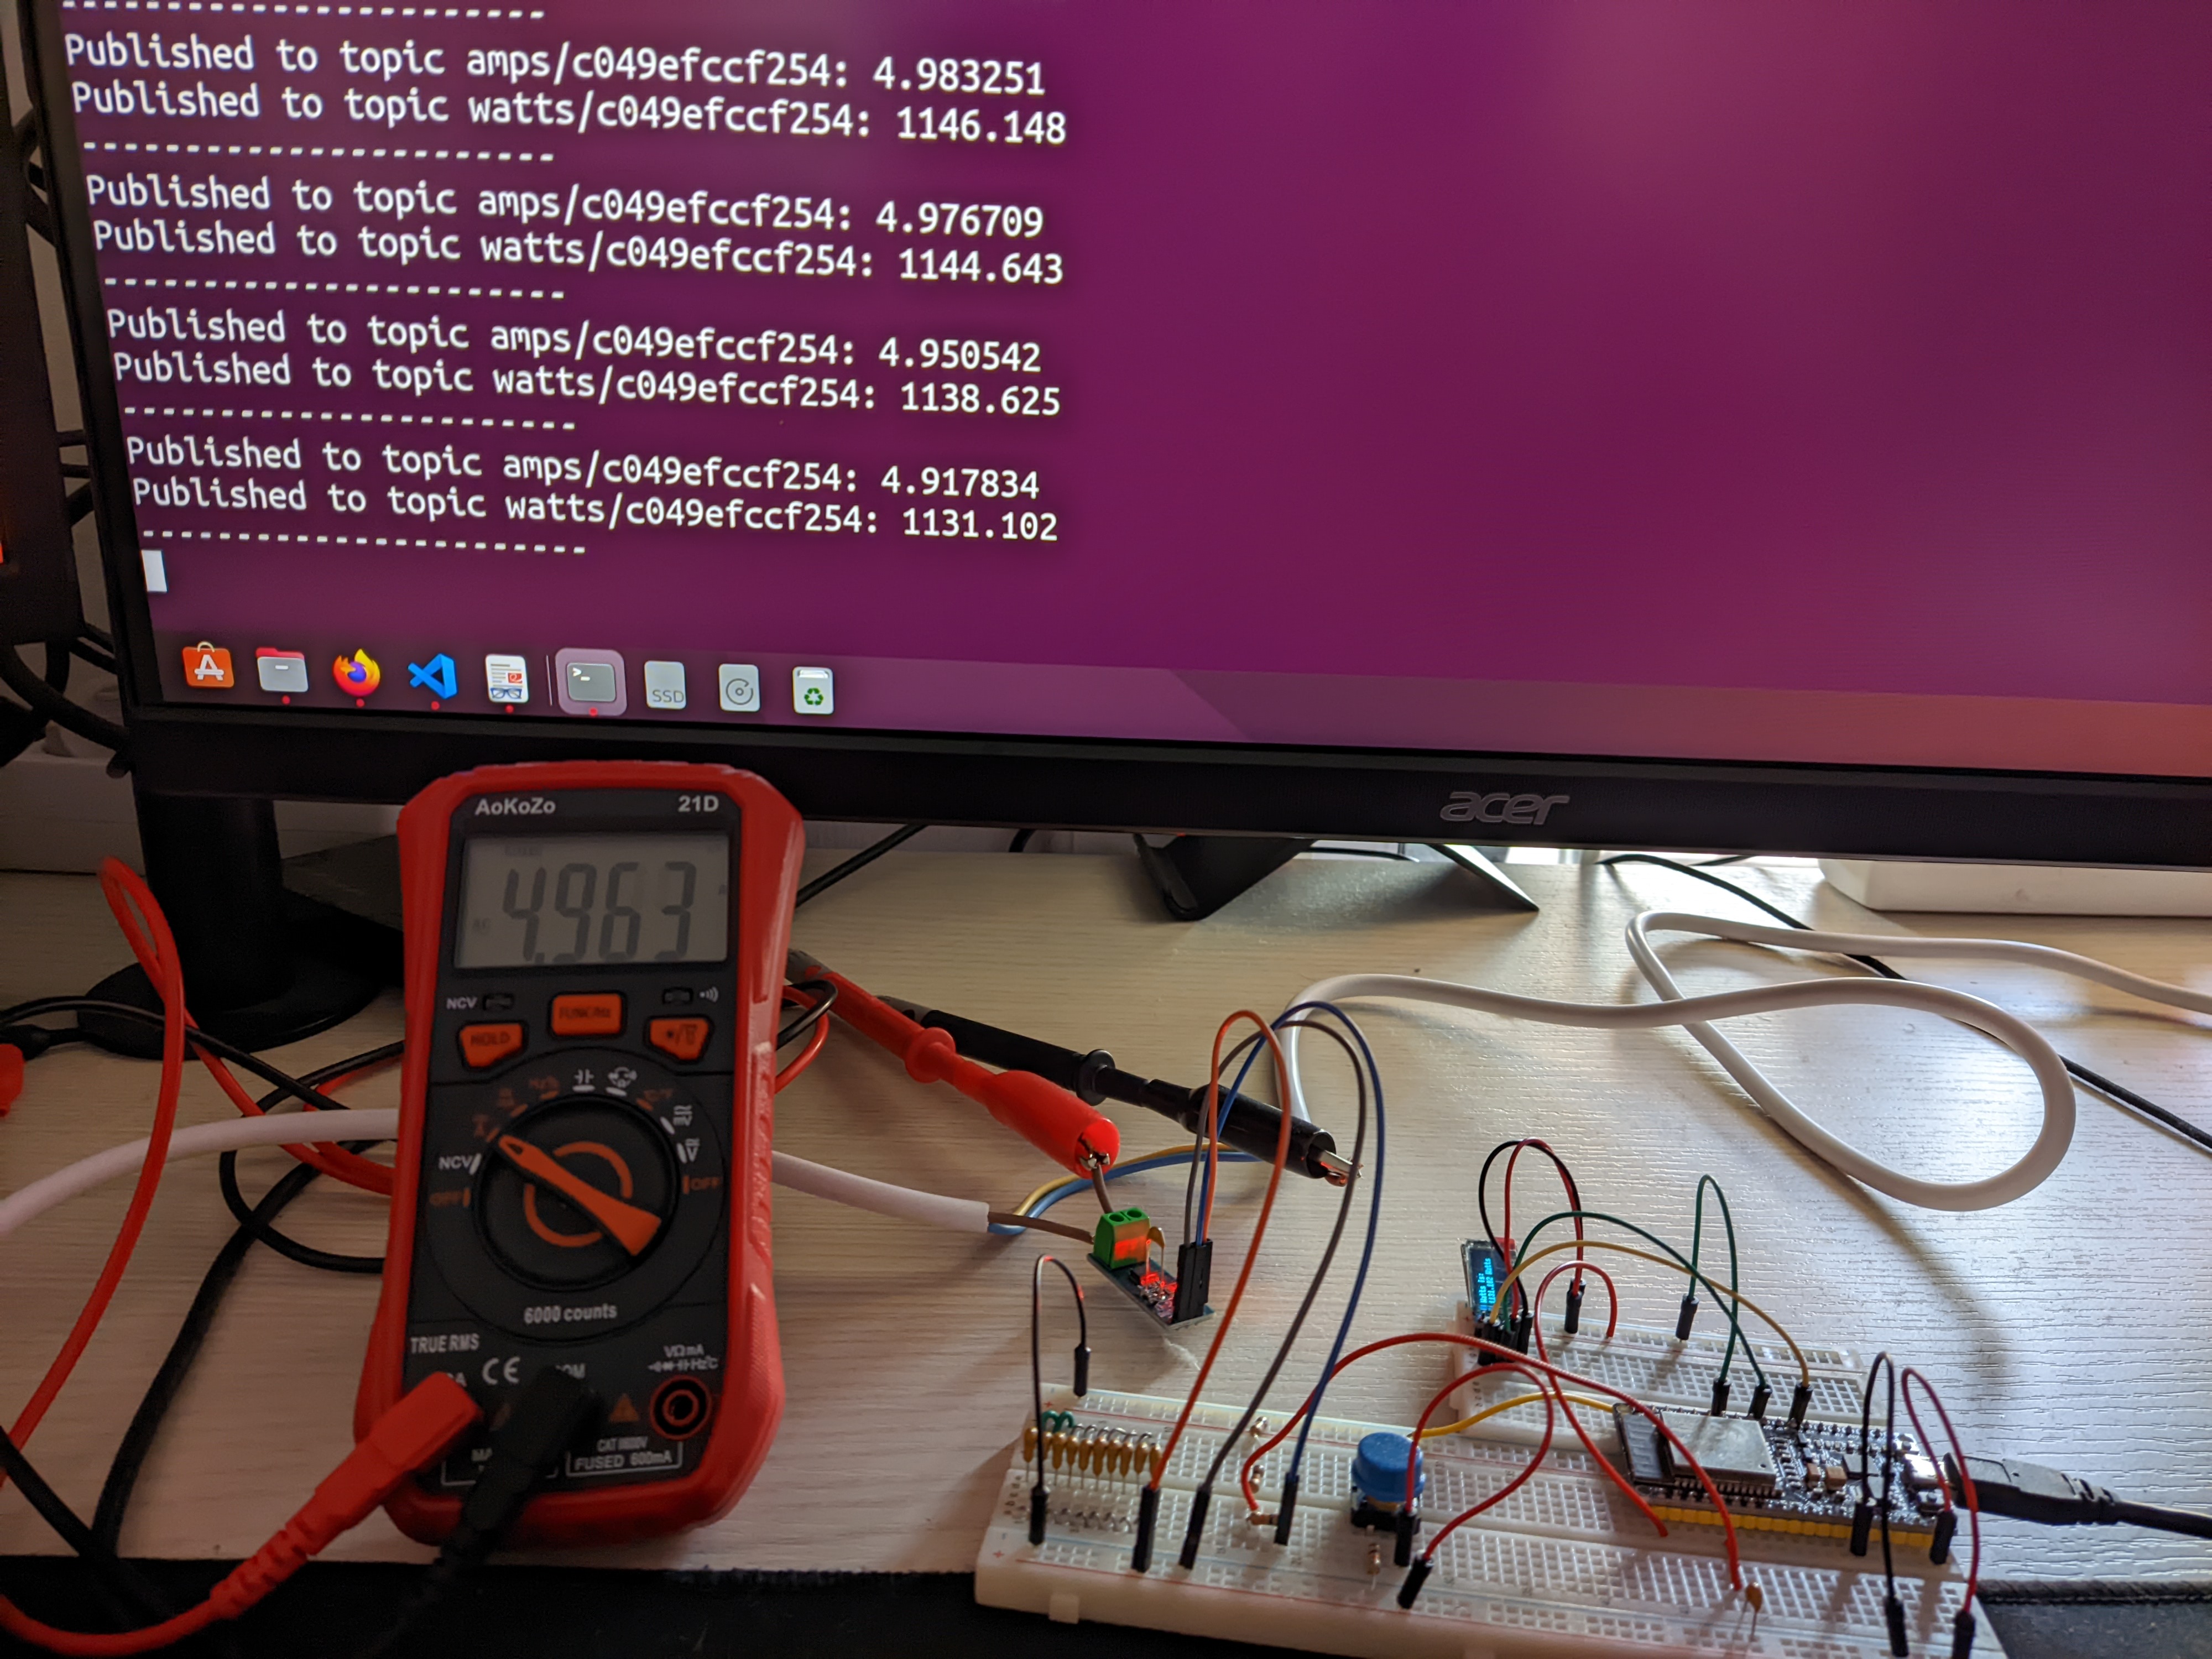 -----------------------
Published to topic amps/c049efccf254: 4.983251
Published to topic watts/c049efccf254: 1146.148
-----------------------
Published to topic amps/c049efccf254: 4.976709
Published to topic watts/c049efccf254: 1144.643
-----------------------
Published to topic amps/c049efccf254: 4.950542
Published to topic watts/c049efccf254: 1138.625
-----------------------
Published to topic amps/c049efccf254: 4.917834
Published to topic watts/c049efccf254: 1131.102
-----------------------
SSD
acer
AoKoZo 21D
4.963
NCV
HOLD
NCV
OFF
OFF
6000 counts
TRUE RMS
CE
VΩmA
FUSED 600mA